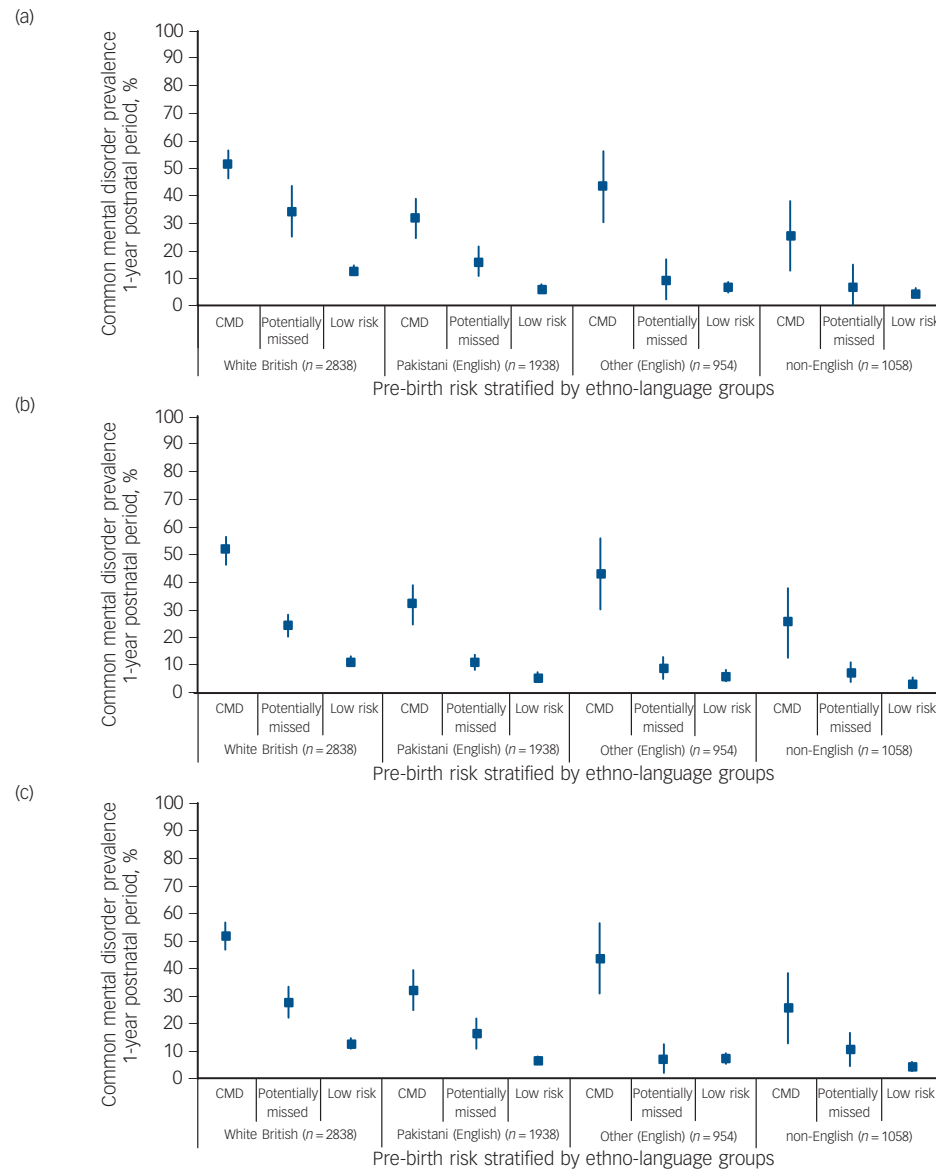 (a)
Common mental disorder prevalence
1-year postnatal period, %
100
90
80
70
60
50
40
30
20
10
0
CMD Potentially missed Low risk CMD Potentially missed Low risk CMD Potentially missed Low risk CMD Potentially missed Low risk
White British (n = 2838) Pakistani (English) (n = 1938) Other (English) (n = 954) non-English (n = 1058)
Pre-birth risk stratified by ethno-language groups
(b)
Common mental disorder prevalence
1-year postnatal period, %
100
90
80
70
60
50
40
30
20
10
0
CMD Potentially missed Low risk CMD Potentially missed Low risk CMD Potentially missed Low risk CMD Potentially missed Low risk
White British (n = 2838) Pakistani (English) (n = 1938) Other (English) (n = 954) non-English (n = 1058)
Pre-birth risk stratified by ethno-language groups
(c)
Common mental disorder prevalence
1-year postnatal period, %
100
90
80
70
60
50
40
30
20
10
0
CMD Potentially missed Low risk CMD Potentially missed Low risk CMD Potentially missed Low risk CMD Potentially missed Low risk
White British (n = 2838) Pakistani (English) (n = 1938) Other (English) (n = 954) non-English (n = 1058)
Pre-birth risk stratified by ethno-language groups